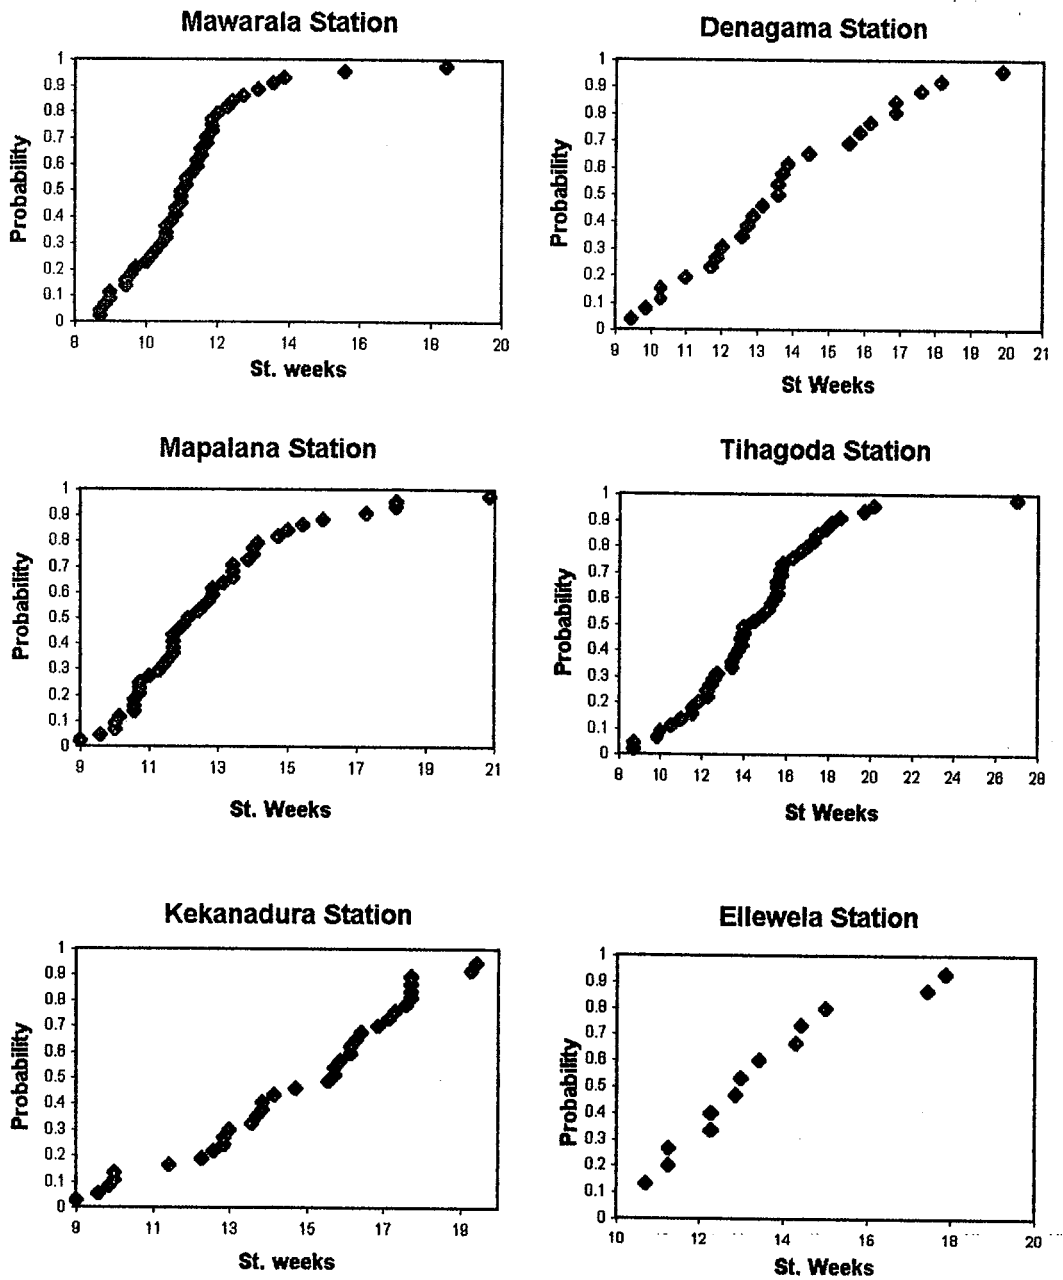 Mawarala Station
Probability
1
0.9
0.8
0.7
0.6
0.5
0.4
0.3
0.2
0.1
0
8 10 12 14 16 18 20
St. weeks
Denagama Station
Probability
1
0.9
0.8
0.7
0.6
0.5
0.4
0.3
0.2
0.1
0
9 10 11 12 13 14 15 16 17 18 19 20 21
St Weeks
Mapalana Station
Probability
1
0.9
0.8
0.7
0.6
0.5
0.4
0.3
0.2
0.1
0
9 11 13 15 17 19 21
St. Weeks
Tihagoda Station
Probability
1
0.9
0.8
0.7
0.6
0.5
0.4
0.3
0.2
0.1
0
8 10 12 14 16 18 20 22 24 26 28
St Weeks
Kekanadura Station
Probability
1
0.9
0.8
0.7
0.6
0.5
0.4
0.3
0.2
0.1
0
9 11 13 15 17 19
St. weeks
Ellewela Station
Probability
1
0.9
0.8
0.7
0.6
0.5
0.4
0.3
0.2
0.1
0
10 12 14 16 18 20
St. Weeks